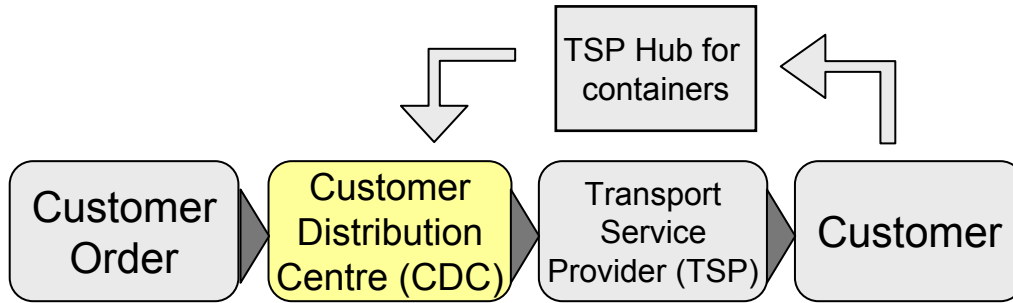 TSP Hub for
containers
Customer
Order
Customer
Distribution
Centre (CDC)
Transport
Service
Provider (TSP)
Customer